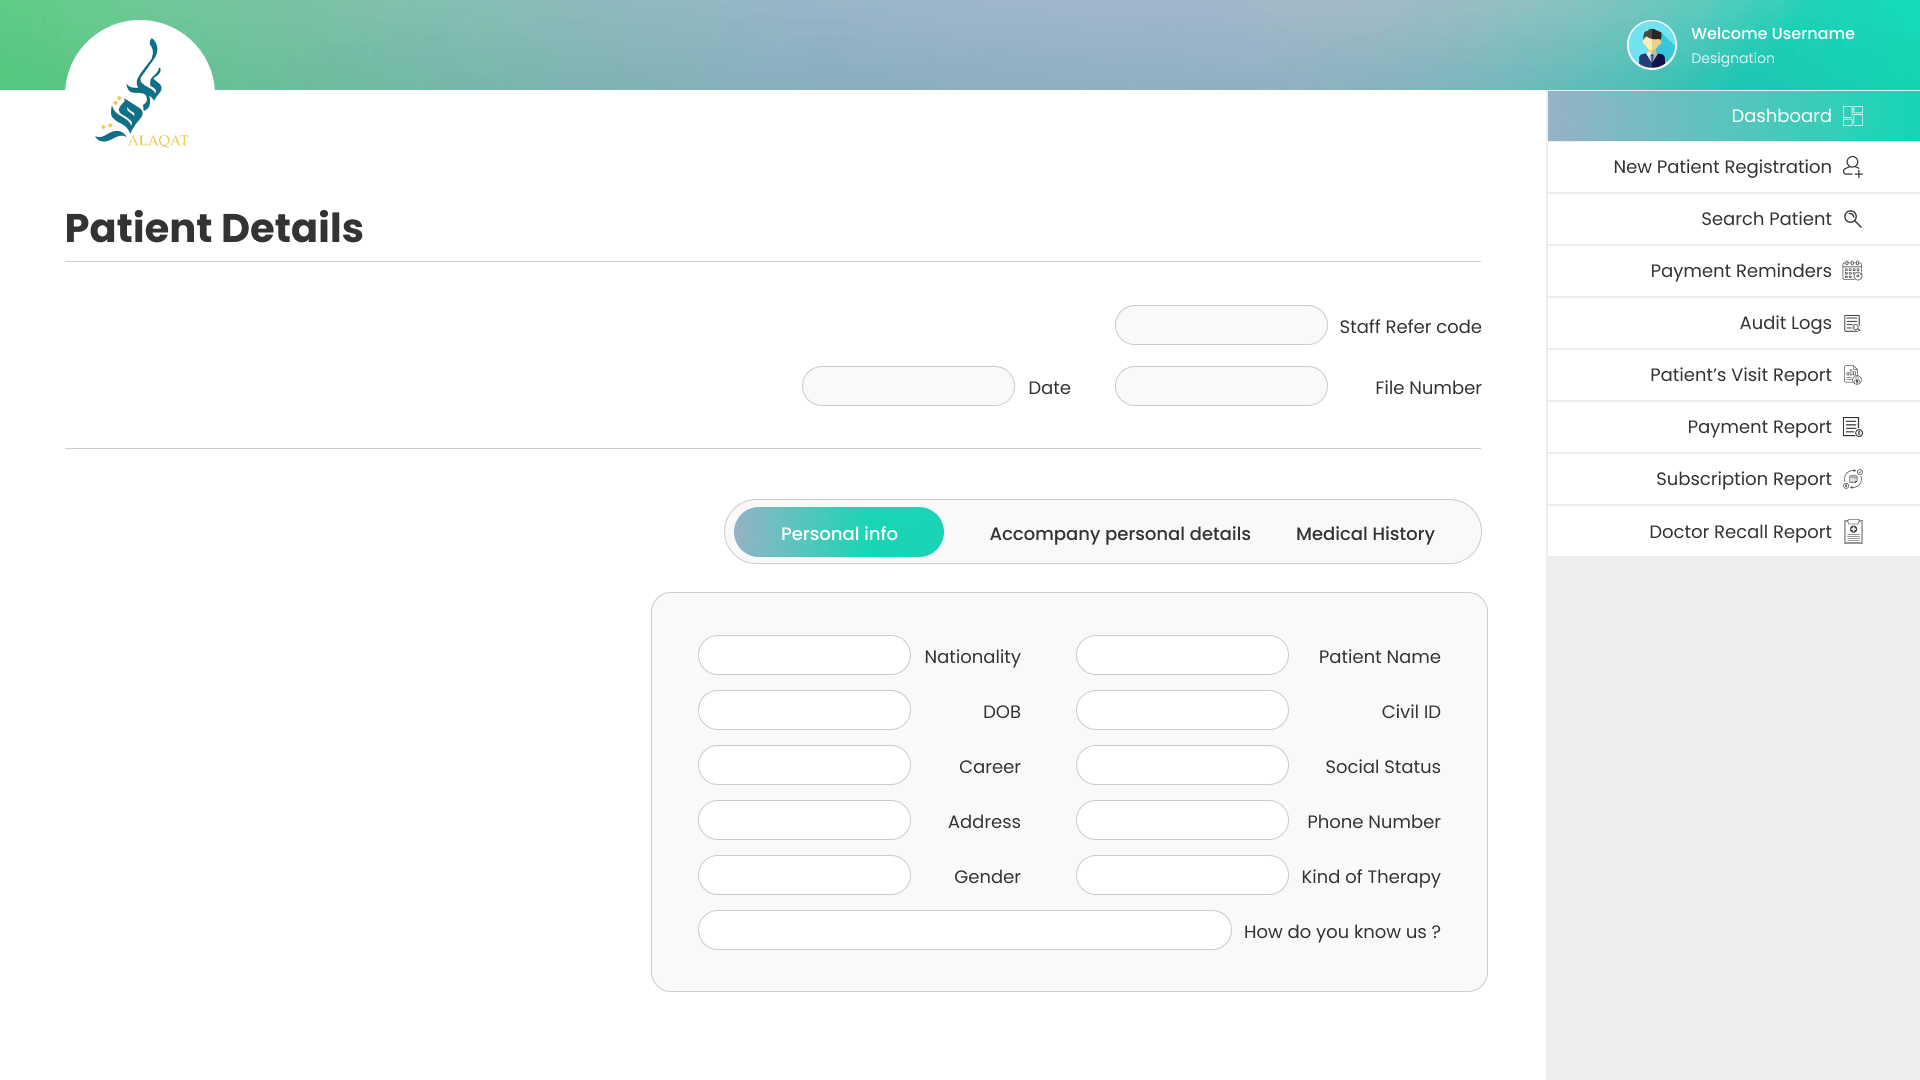 Welcome Username
Designation
ALAQAT
Dashboard
New Patient Registration
Search Patient
Payment Reminders
Audit Logs
Patient’s Visit Report
Payment Report
Subscription Report
Doctor Recall Report
Patient Details
Staff Refer code
Date
File Number
Personal info
Accompany personal details
Medical History
Nationality
Patient Name
DOB
Civil ID
Career
Social Status
Address
Phone Number
Gender
Kind of Therapy
How do you know us ?